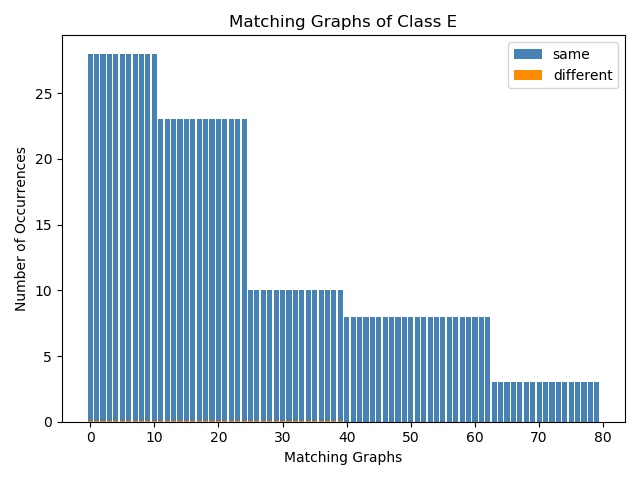 Matching Graphs of Class E
same
different
Number of Occurrences
25
20
15
10
5
0
0 10 20 30 40 50 60 70 80
Matching Graphs